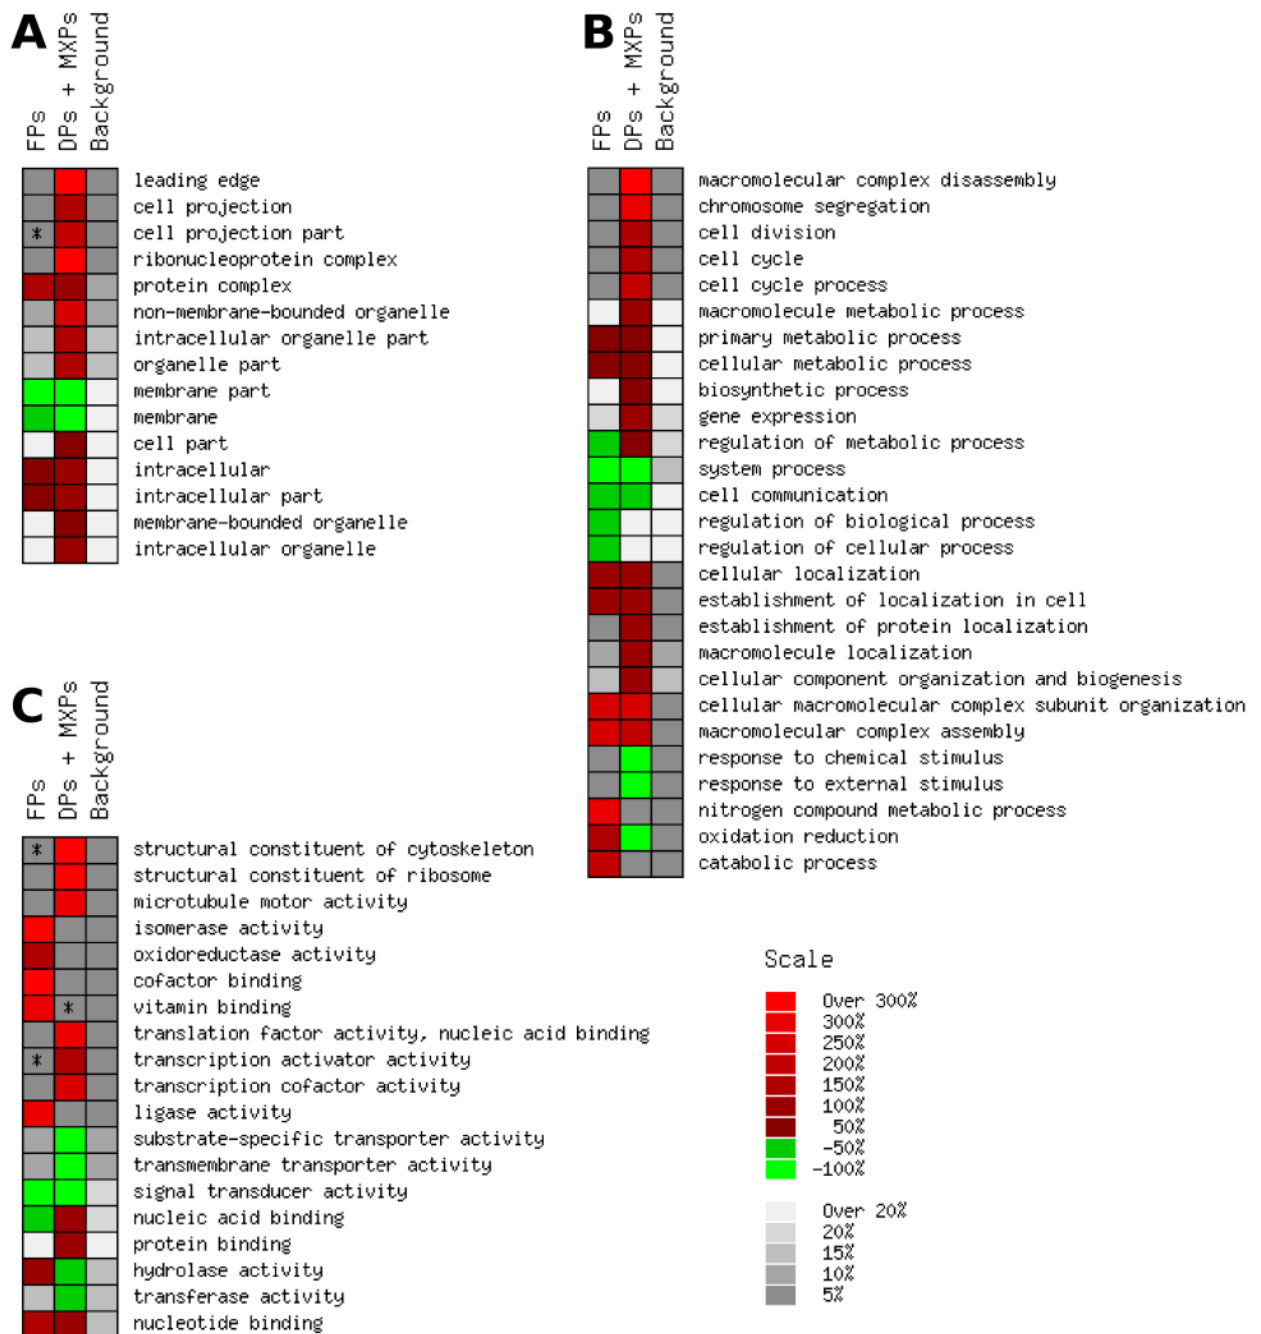 A
FPs
DPs + MXPs
Background
leading edge
cell projection
*
cell projection part
ribonucleoprotein complex
protein complex
non-membrane-bounded organelle
intracellular organelle part
organelle part
membrane part
membrane
cell part
intracellular
intracellular part
membrane-bounded organelle
intracellular organelle
B
FPs
DPs + MXPs
Background
macromolecular complex disassembly
chromosome segregation
cell division
cell cycle
cell cycle process
macromolecule metabolic process
primary metabolic process
cellular metabolic process
biosynthetic process
gene expression
regulation of metabolic process
system process
cell communication
regulation of biological process
regulation of cellular process
cellular localization
establishment of localization in cell
establishment of protein localization
macromolecule localization
cellular component organization and biogenesis
cellular macromolecular complex subunit organization
macromolecular complex assembly
response to chemical stimulus
response to external stimulus
nitrogen compound metabolic process
oxidation reduction
catabolic process
C
FPs
DPs + MXPs
Background
* structural constituent of cytoskeleton
structural constituent of ribosome
microtubule motor activity
isomerase activity
oxidoreductase activity
cofactor binding
* vitamin binding
translation factor activity, nucleic acid binding
* transcription activator activity
transcription cofactor activity
ligase activity
substrate-specific transporter activity
transmembrane transporter activity
signal transducer activity
nucleic acid binding
protein binding
hydrolase activity
transferase activity
nucleotide binding
Scale
Over 300%
300%
250%
200%
150%
100%
50%
-50%
-100%
Over 20%
20%
15%
10%
5%